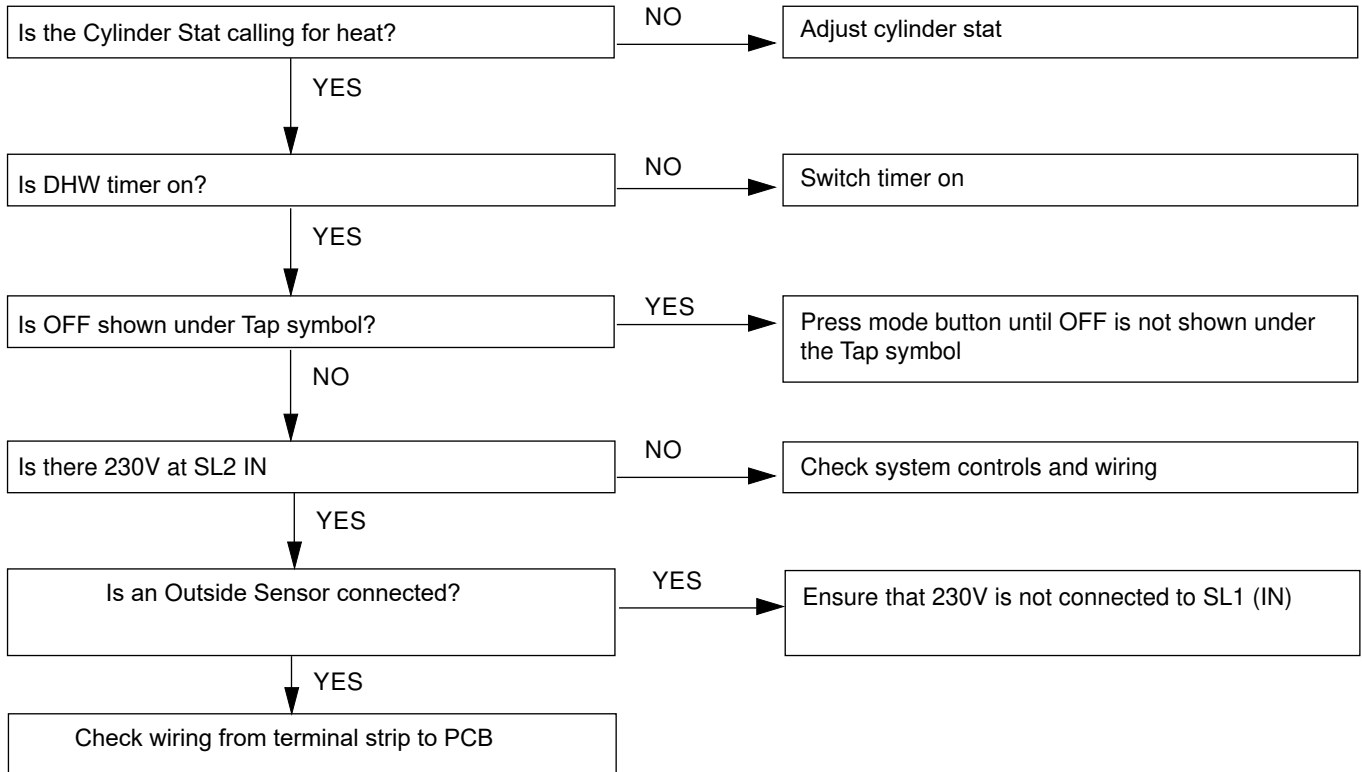 Is the Cylinder Stat calling for heat?
NO
Adjust cylinder stat
YES
Is DHW timer on?
NO
Switch timer on
YES
Is OFF shown under Tap symbol?
YES
Press mode button until OFF is not shown under
the Tap symbol
NO
Is there 230V at SL2 IN
NO
Check system controls and wiring
YES
Is an Outside Sensor connected?
YES
Ensure that 230V is not connected to SL1 (IN)
YES
Check wiring from terminal strip to PCB